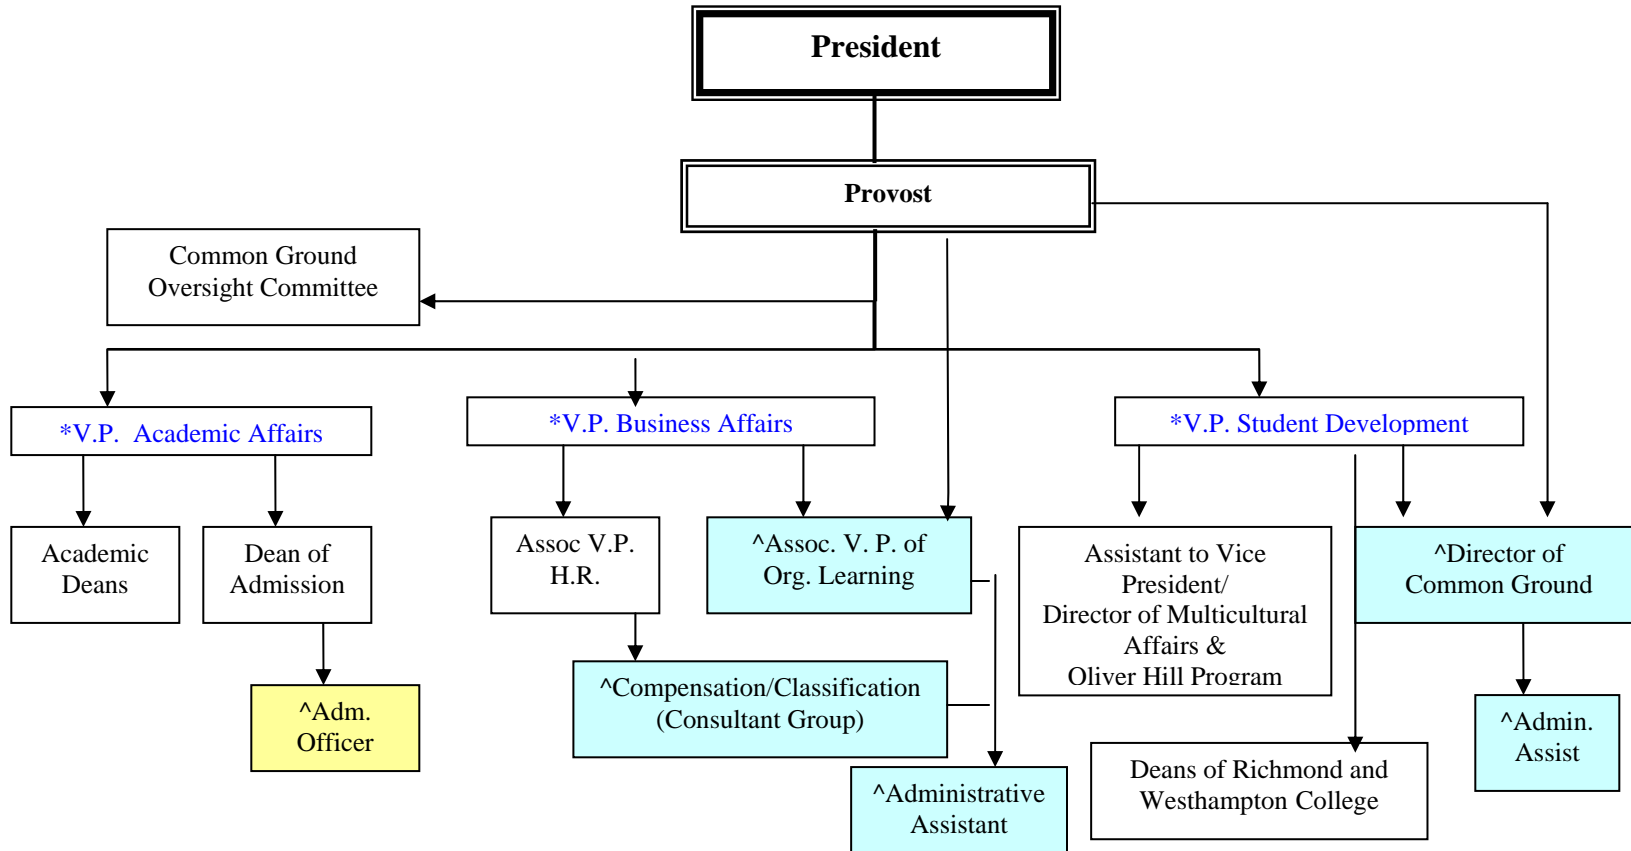 President
Provost
Common Ground
Oversight Committee
*V.P. Academic Affairs
*V.P. Business Affairs
*V.P. Student Development
Academic
Deans
Dean of
Admission
Assoc V.P.
H.R.
^Assoc. V. P. of
Org. Learning
Assistant to Vice
President/
Director of Multicultural
Affairs &
Oliver Hill Program
^Director of
Common Ground
^Adm.
Officer
^Compensation/Classification
(Consultant Group)
^Administrative
Assistant
Deans of Richmond and
Westhampton College
^Admin.
Assist